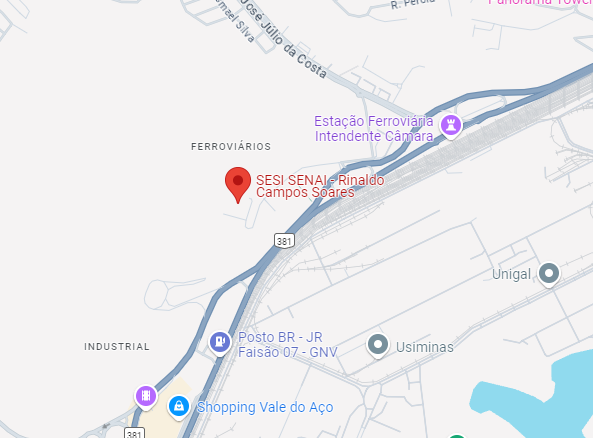 Panorama Tower
R. Pérola
José Júlio da Costa
Estação Ferroviária
Intendente Câmara
FERROVIÁRIOS
SESI SENAI - Rinaldo
Campos Soares
381
Unigal
Posto BR - JR
Faisão 07 - GNV
Usiminas
INDUSTRIAL
Shopping Vale do Aço
381